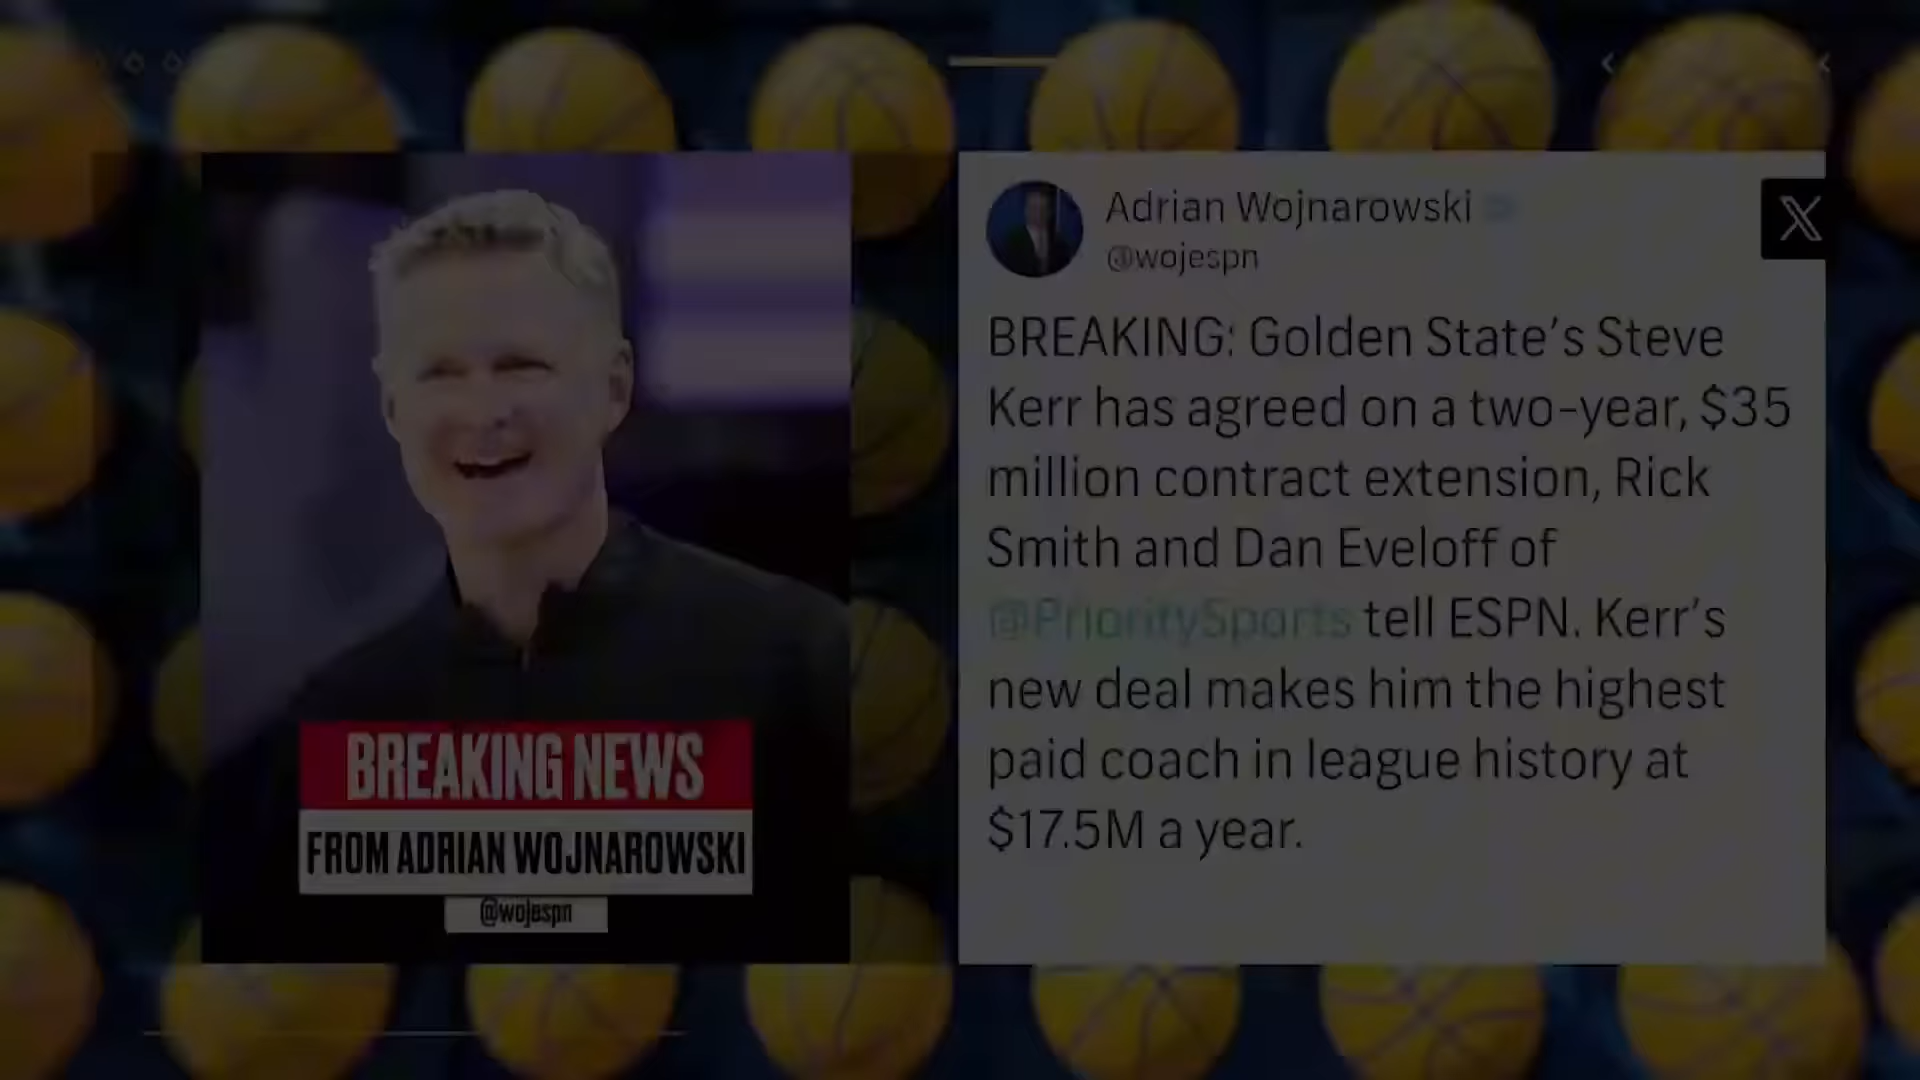 BREAKING NEWS
FROM ADRIAN WOJNAROWSKI
@wojespn
Adrian Wojnarowski
@wojespn
X
BREAKING: Golden State's Steve
Kerr has agreed on a two-year, $35
million contract extension, Rick
Smith and Dan Eveloff of
@PrioritySports tell ESPN. Kerr's
new deal makes him the highest
paid coach in league history at
$17.5M a year.